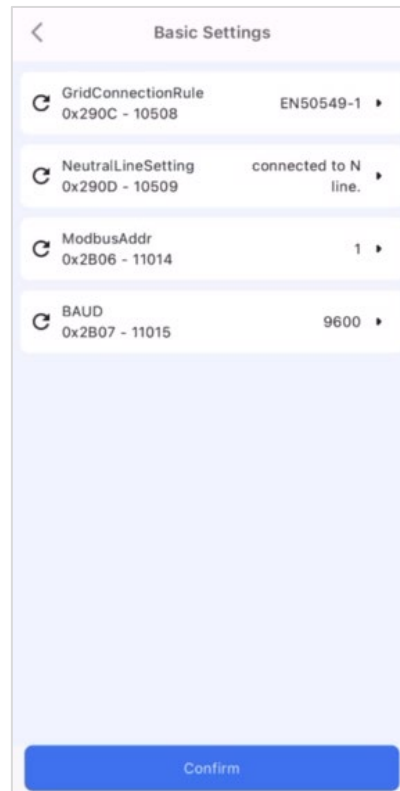 Basic Settings
GridConnectionRule
0x290C - 10508
EN50549-1
NeutralLineSetting
0x290D - 10509
connected to N
line.
ModbusAddr
0x2B06 - 11014
1
BAUD
0x2B07 - 11015
9600
Confirm